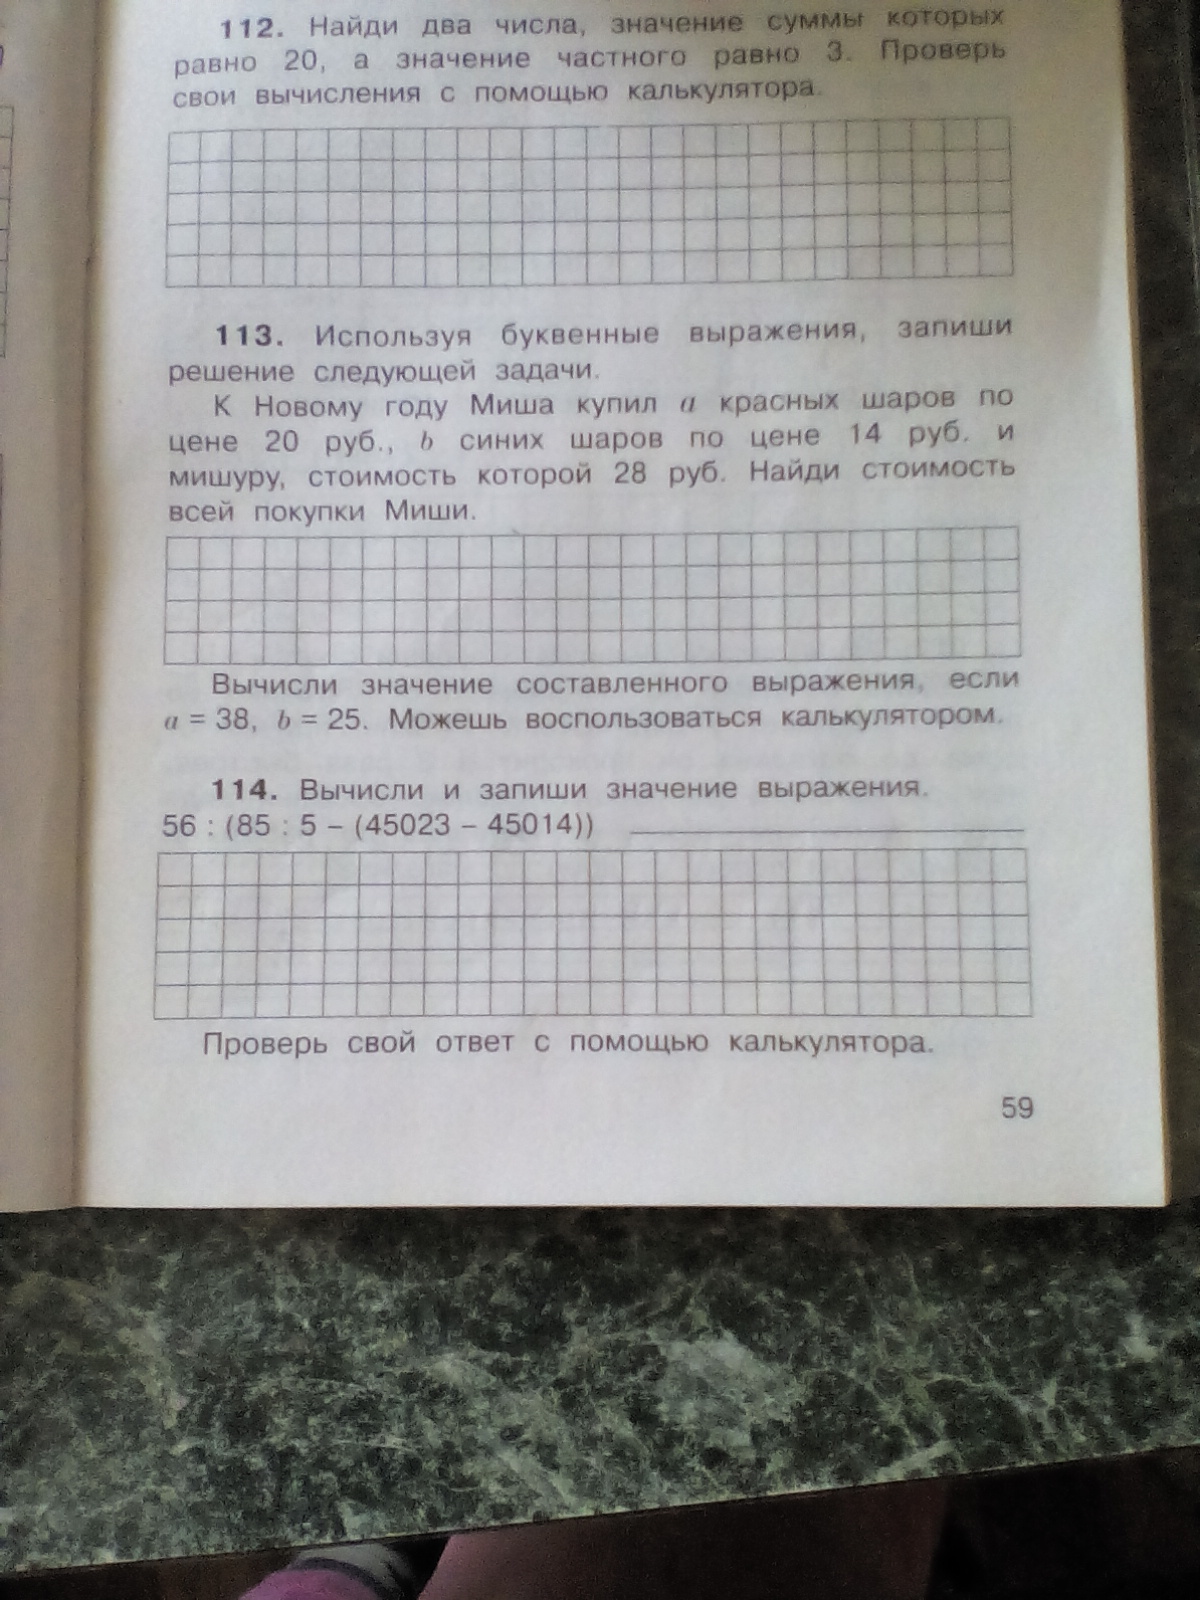 112. Найди два числа, значение суммы которых
равно 20, а значение частного равно 3. Проверь
свои вычисления с помощью калькулятора.
113. Используя буквенные выражения, запиши
решение следующей задачи.
К Новому году Миша купил a красных шаров по
цене 20 руб., b синих шаров по цене 14 руб. и
мишуру, стоимость которой 28 руб. Найди стоимость
всей покупки Миши.
Вычисли значение составленного выражения, если
a = 38, b = 25. Можешь воспользоваться калькулятором.
114. Вычисли и запиши значение выражения.
56 : (85 : 5 – (45023 – 45014))
Проверь свой ответ с помощью калькулятора.
59